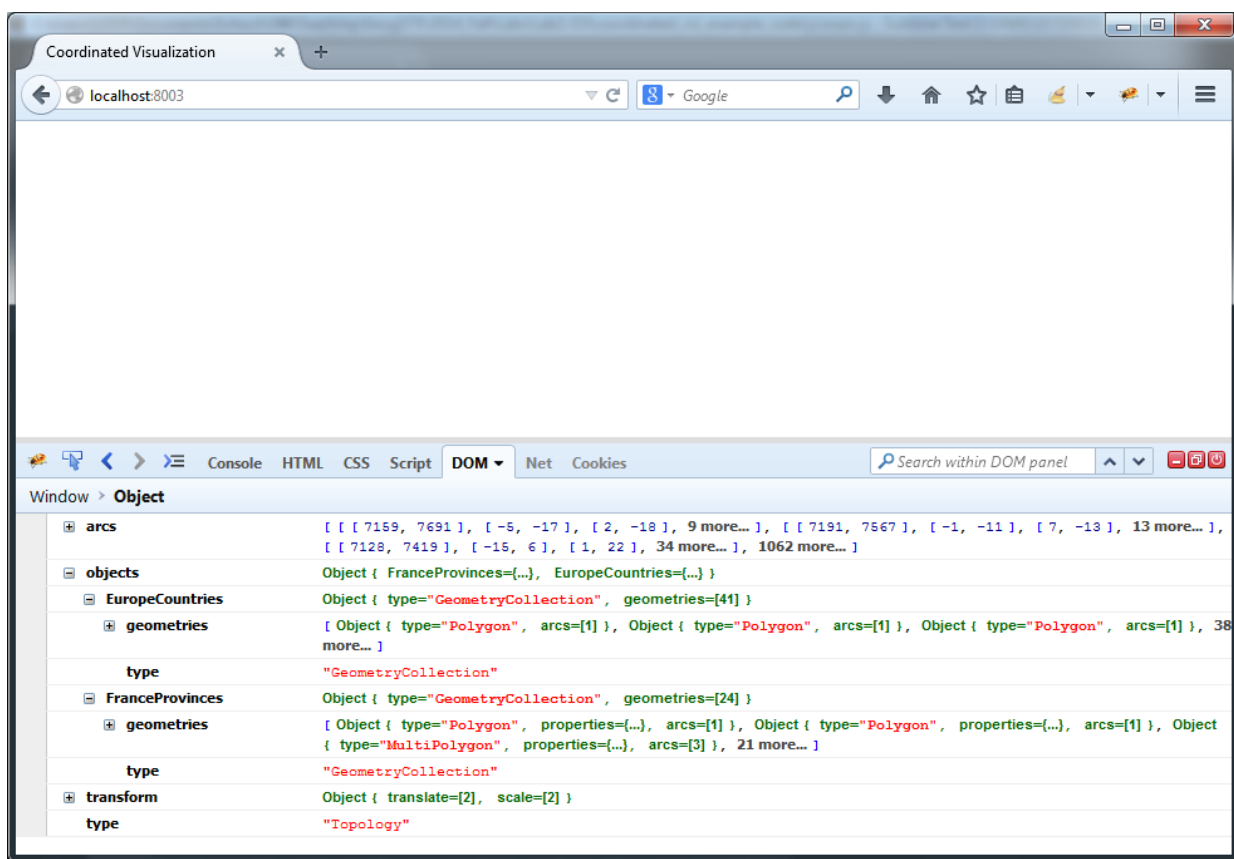 Coordinated Visualization
localhost:8003
8 Google
Console HTML CSS Script DOM Net Cookies Search within DOM panel
Window > Object
arcs [ [ [ 7159, 7691 ], [ -5, -17 ], [ 2, -18 ], 9 more... ], [ [ 7191, 7567 ], [ -1, -11 ], [ 7, -13 ], 13 more... ],
[ [ 7128, 7419 ], [ -15, 6 ], [ 1, 22 ], 34 more... ], 1062 more... ]
objects Object { FranceProvinces={...}, EuropeCountries={...} }
EuropeCountries Object { type="GeometryCollection", geometries=[41] }
geometries [ Object { type="Polygon", arcs=[1] }, Object { type="Polygon", arcs=[1] }, Object { type="Polygon", arcs=[1] }, 38
more... ]
type "GeometryCollection"
FranceProvinces Object { type="GeometryCollection", geometries=[24] }
geometries [ Object { type="Polygon", properties={...}, arcs=[1] }, Object { type="Polygon", properties={...}, arcs=[1] }, Object
{ type="MultiPolygon", properties={...}, arcs=[3] }, 21 more... ]
type "GeometryCollection"
transform Object { translate=[2], scale=[2] }
type "Topology"